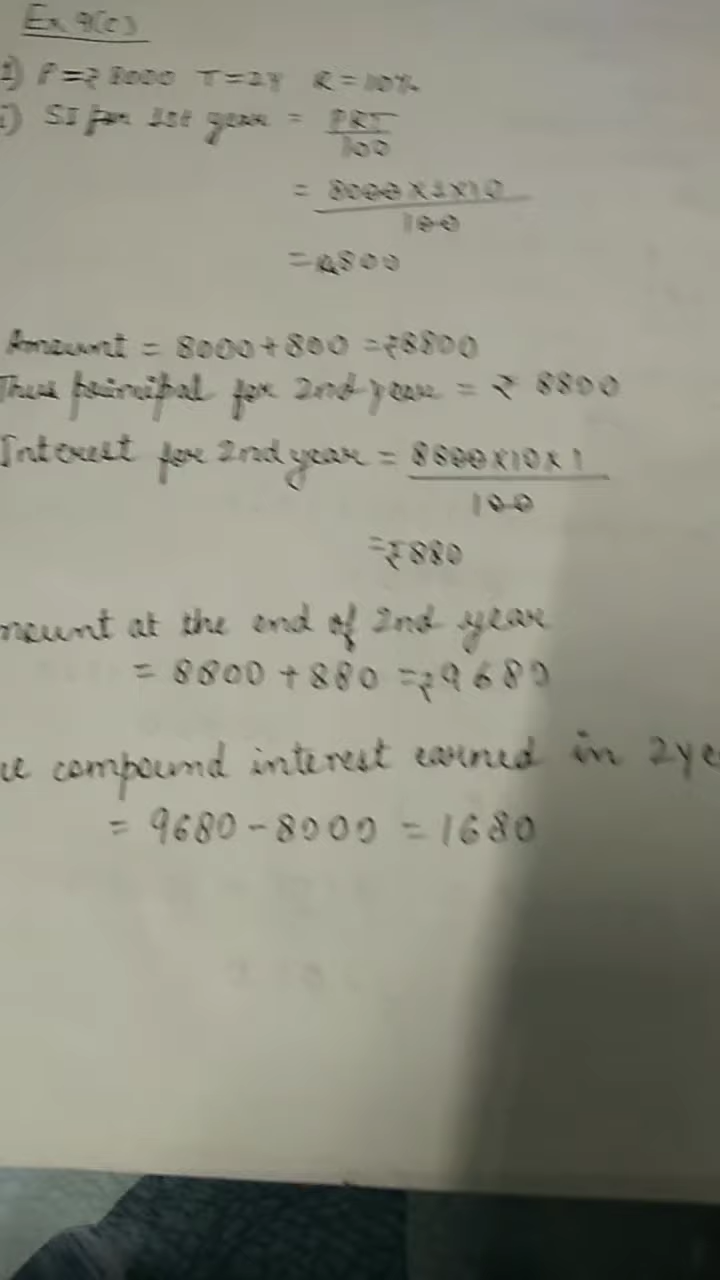 Ex 9(c)
1) P=₹8000 T=2Y R=10%
i) SI for 1st year = PRT
100
= 8000×1×10
100
= 800
Amount = 8000+800 =₹8800
Thus principal for 2nd year = ₹ 8800
Interest for 2nd year = 8800×10×1
100
=₹880
mount at the end of 2nd year
= 8800+880 =₹9680
compound interest earned in 2ye
= 9680-8000 = 1680